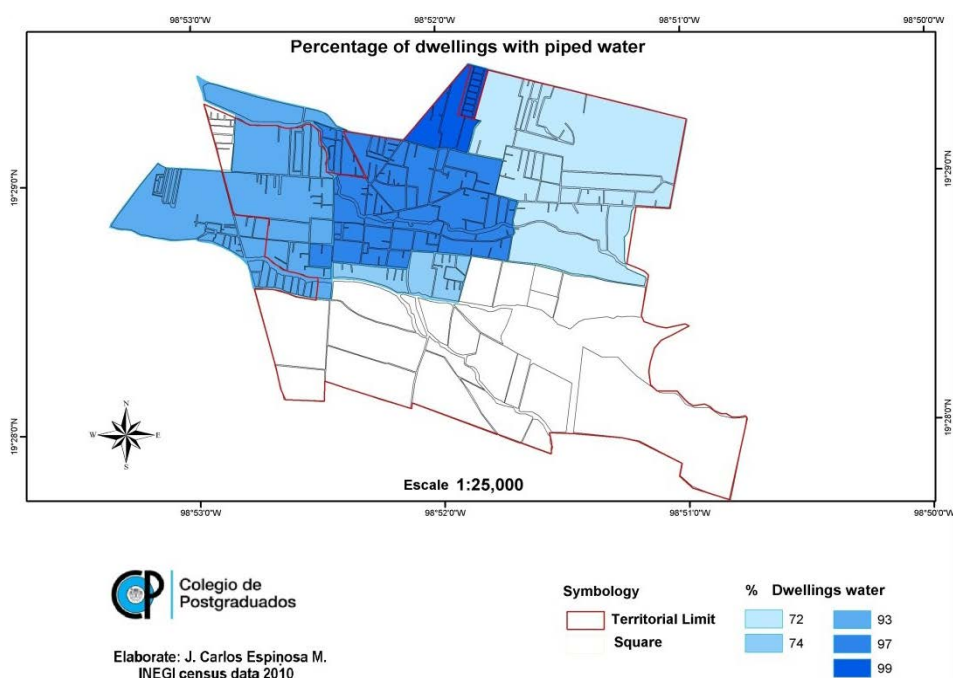 98°53'0"W 98°52'0"W 98°51'0"W 98°50'0"W
Percentage of dwellings with piped water
19°29'0"N 19°29'0"N
19°28'0"N 19°28'0"N
N
W E
S
Escale 1:25,000
98°53'0"W 98°52'0"W 98°51'0"W 98°50'0"W
CP
Colegio de
Postgraduados
Elaborate: J. Carlos Espinosa M.
INEGI census data 2010
Symbology
Territorial Limit
Square
% Dwellings water
72 93
74 97
99